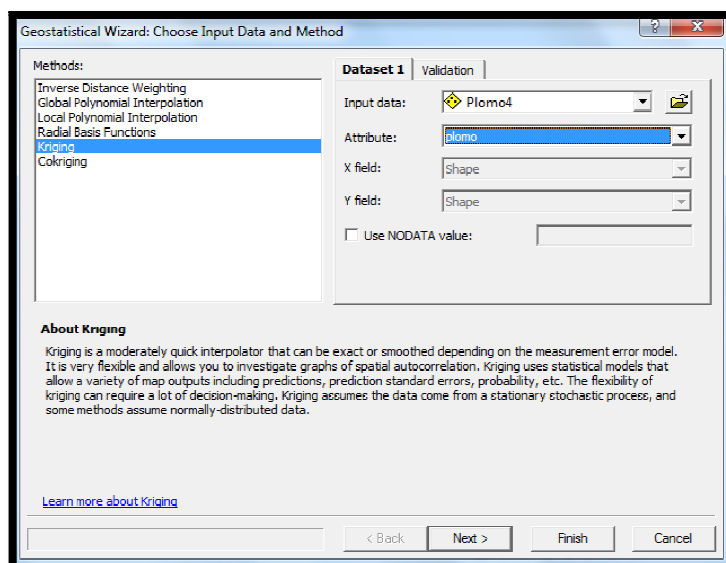 Geostatistical Wizard: Choose Input Data and Method
Methods:
Inverse Distance Weighting
Global Polynomial Interpolation
Local Polynomial Interpolation
Radial Basis Functions
Kriging
Cokriging
Dataset 1
Validation
Input data:
Plomo4
Attribute:
plomo
X field:
Shape
Y field:
Shape
Use NODATA value:
About Kriging
Kriging is a moderately quick interpolator that can be exact or smoothed depending on the measurement error model.
It is very flexible and allows you to investigate graphs of spatial autocorrelation. Kriging uses statistical models that
allow a variety of map outputs including predictions, prediction standard errors, probability, etc. The flexibility of
kriging can require a lot of decision-making. Kriging assumes the data come from a stationary stochastic process, and
some methods assume normally-distributed data.
Learn more about Kriging
< Back
Next >
Finish
Cancel